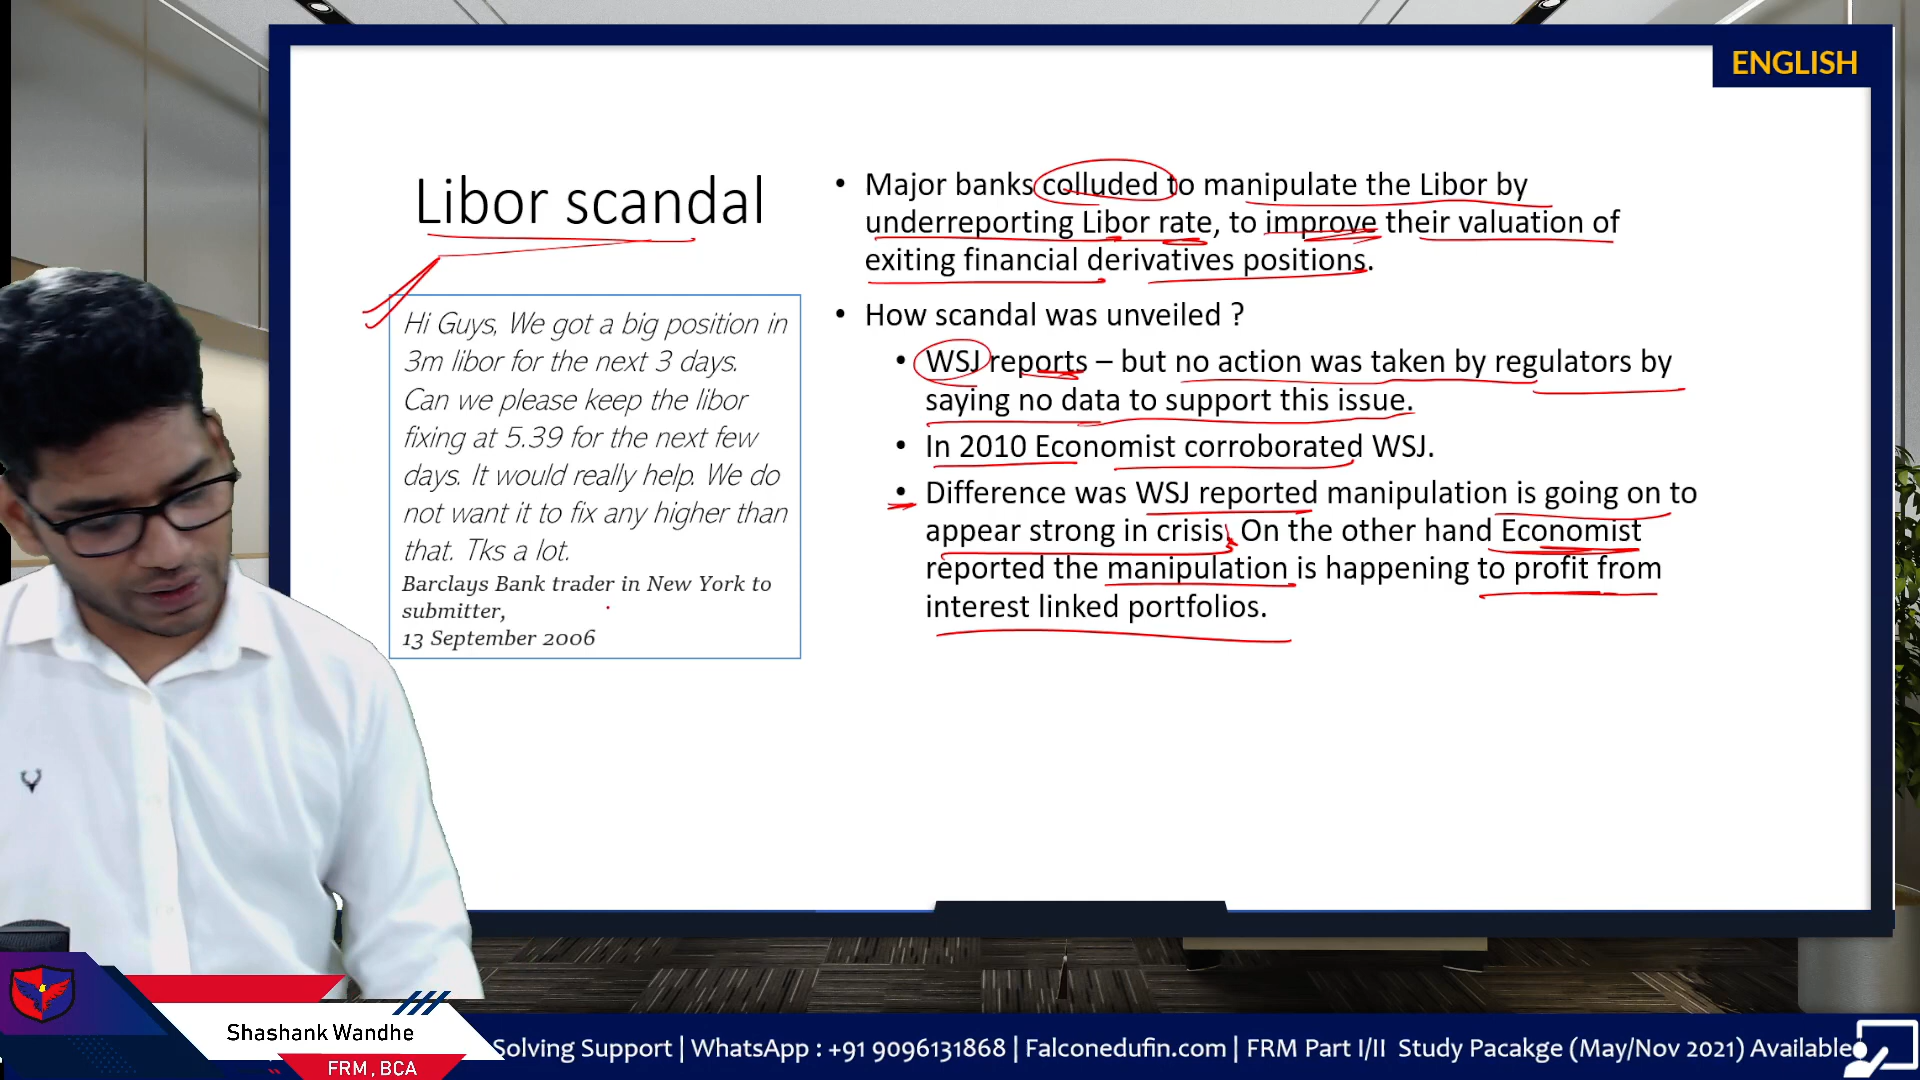 ENGLISH
Libor scandal
Hi Guys, We got a big position in
3m libor for the next 3 days.
Can we please keep the libor
fixing at 5.39 for the next few
days. It would really help. We do
not want it to fix any higher than
that. Tks a lot.
Barclays Bank trader in New York to
submitter,
13 September 2006
• Major banks colluded to manipulate the Libor by
underreporting Libor rate, to improve their valuation of
exiting financial derivatives positions.
• How scandal was unveiled ?
• WSJ reports – but no action was taken by regulators by
saying no data to support this issue.
• In 2010 Economist corroborated WSJ.
• Difference was WSJ reported manipulation is going on to
appear strong in crisis. On the other hand Economist
reported the manipulation is happening to profit from
interest linked portfolios.
Shashank Wandhe
FRM, BCA
Solving Support | WhatsApp : +91 9096131868 | Falconedufin.com | FRM Part I/II Study Pacakge (May/Nov 2021) Available